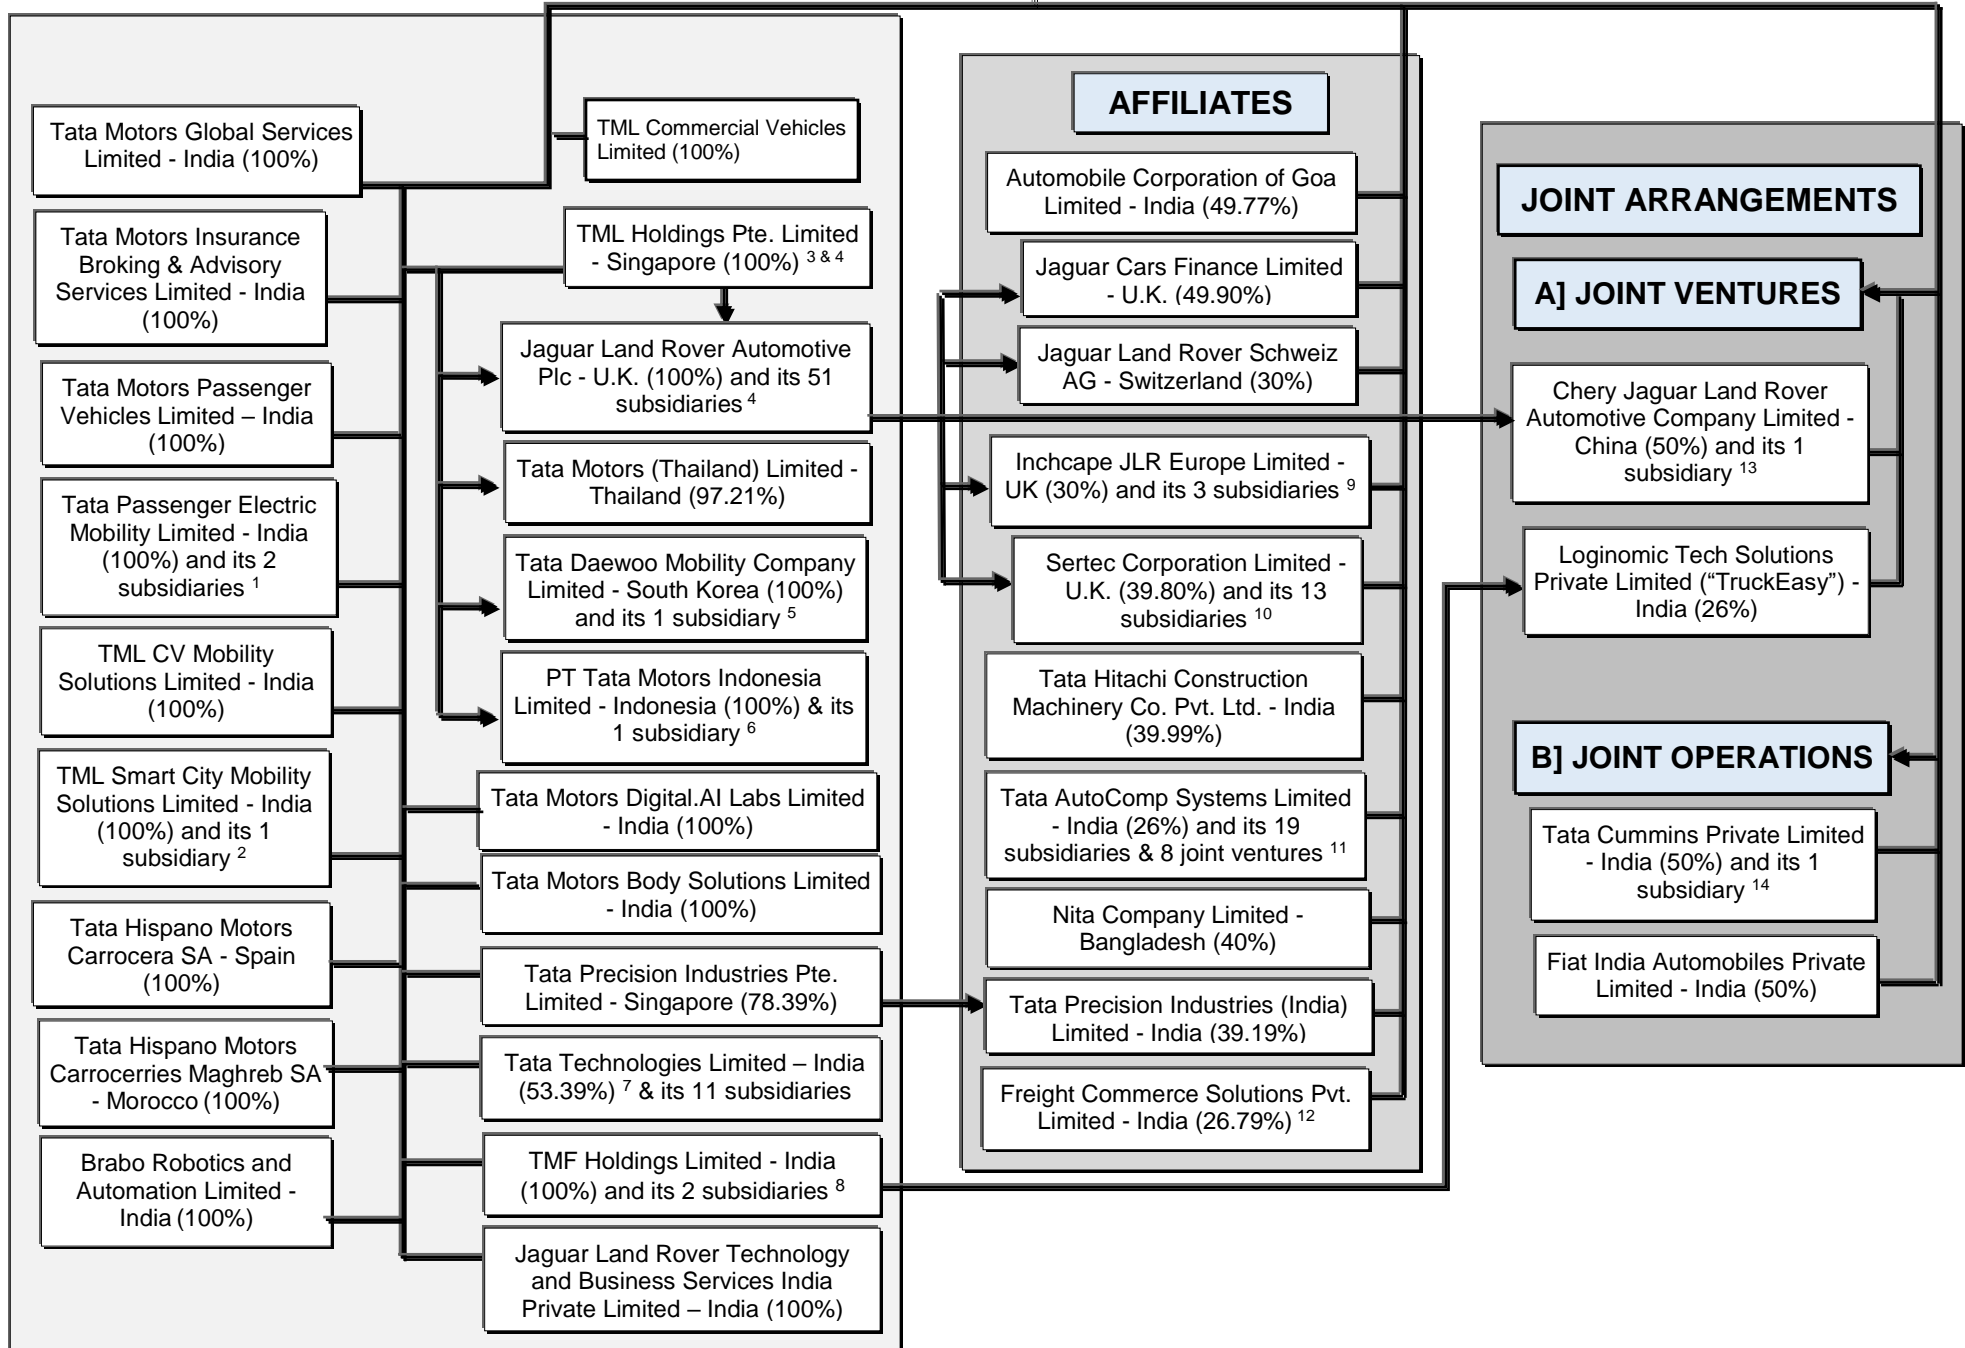 Tata Motors Global Services
Limited - India (100%)
Tata Motors Insurance
Broking & Advisory
Services Limited - India
(100%)
Tata Motors Passenger
Vehicles Limited – India
(100%)
Tata Passenger Electric
Mobility Limited - India
(100%) and its 2
subsidiaries 1
TML CV Mobility
Solutions Limited - India
(100%)
TML Smart City Mobility
Solutions Limited - India
(100%) and its 1
subsidiary 2
Tata Hispano Motors
Carrocera SA - Spain
(100%)
Tata Hispano Motors
Carrocerries Maghreb SA
- Morocco (100%)
Brabo Robotics and
Automation Limited -
India (100%)
TML Commercial Vehicles
Limited (100%)
TML Holdings Pte. Limited
- Singapore (100%) 3 & 4
Jaguar Land Rover Automotive
Plc - U.K. (100%) and its 51
subsidiaries 4
Tata Motors (Thailand) Limited -
Thailand (97.21%)
Tata Daewoo Mobility Company
Limited - South Korea (100%)
and its 1 subsidiary 5
PT Tata Motors Indonesia
Limited - Indonesia (100%) & its
1 subsidiary 6
Tata Motors Digital.AI Labs Limited
- India (100%)
Tata Motors Body Solutions Limited
- India (100%)
Tata Precision Industries Pte.
Limited - Singapore (78.39%)
Tata Technologies Limited – India
(53.39%) 7 & its 11 subsidiaries
TMF Holdings Limited - India
(100%) and its 2 subsidiaries 8
Jaguar Land Rover Technology
and Business Services India
Private Limited – India (100%)
AFFILIATES
Automobile Corporation of Goa
Limited - India (49.77%)
Jaguar Cars Finance Limited
- U.K. (49.90%)
Jaguar Land Rover Schweiz
AG - Switzerland (30%)
Inchcape JLR Europe Limited -
UK (30%) and its 3 subsidiaries 9
Sertec Corporation Limited -
U.K. (39.80%) and its 13
subsidiaries 10
Tata Hitachi Construction
Machinery Co. Pvt. Ltd. - India
(39.99%)
Tata AutoComp Systems Limited
- India (26%) and its 19
subsidiaries & 8 joint ventures 11
Nita Company Limited -
Bangladesh (40%)
Tata Precision Industries (India)
Limited - India (39.19%)
Freight Commerce Solutions Pvt.
Limited - India (26.79%) 12
JOINT ARRANGEMENTS
A] JOINT VENTURES
Chery Jaguar Land Rover
Automotive Company Limited -
China (50%) and its 1
subsidiary 13
Loginomic Tech Solutions
Private Limited (“TruckEasy”) -
India (26%)
B] JOINT OPERATIONS
Tata Cummins Private Limited
- India (50%) and its 1
subsidiary 14
Fiat India Automobiles Private
Limited - India (50%)